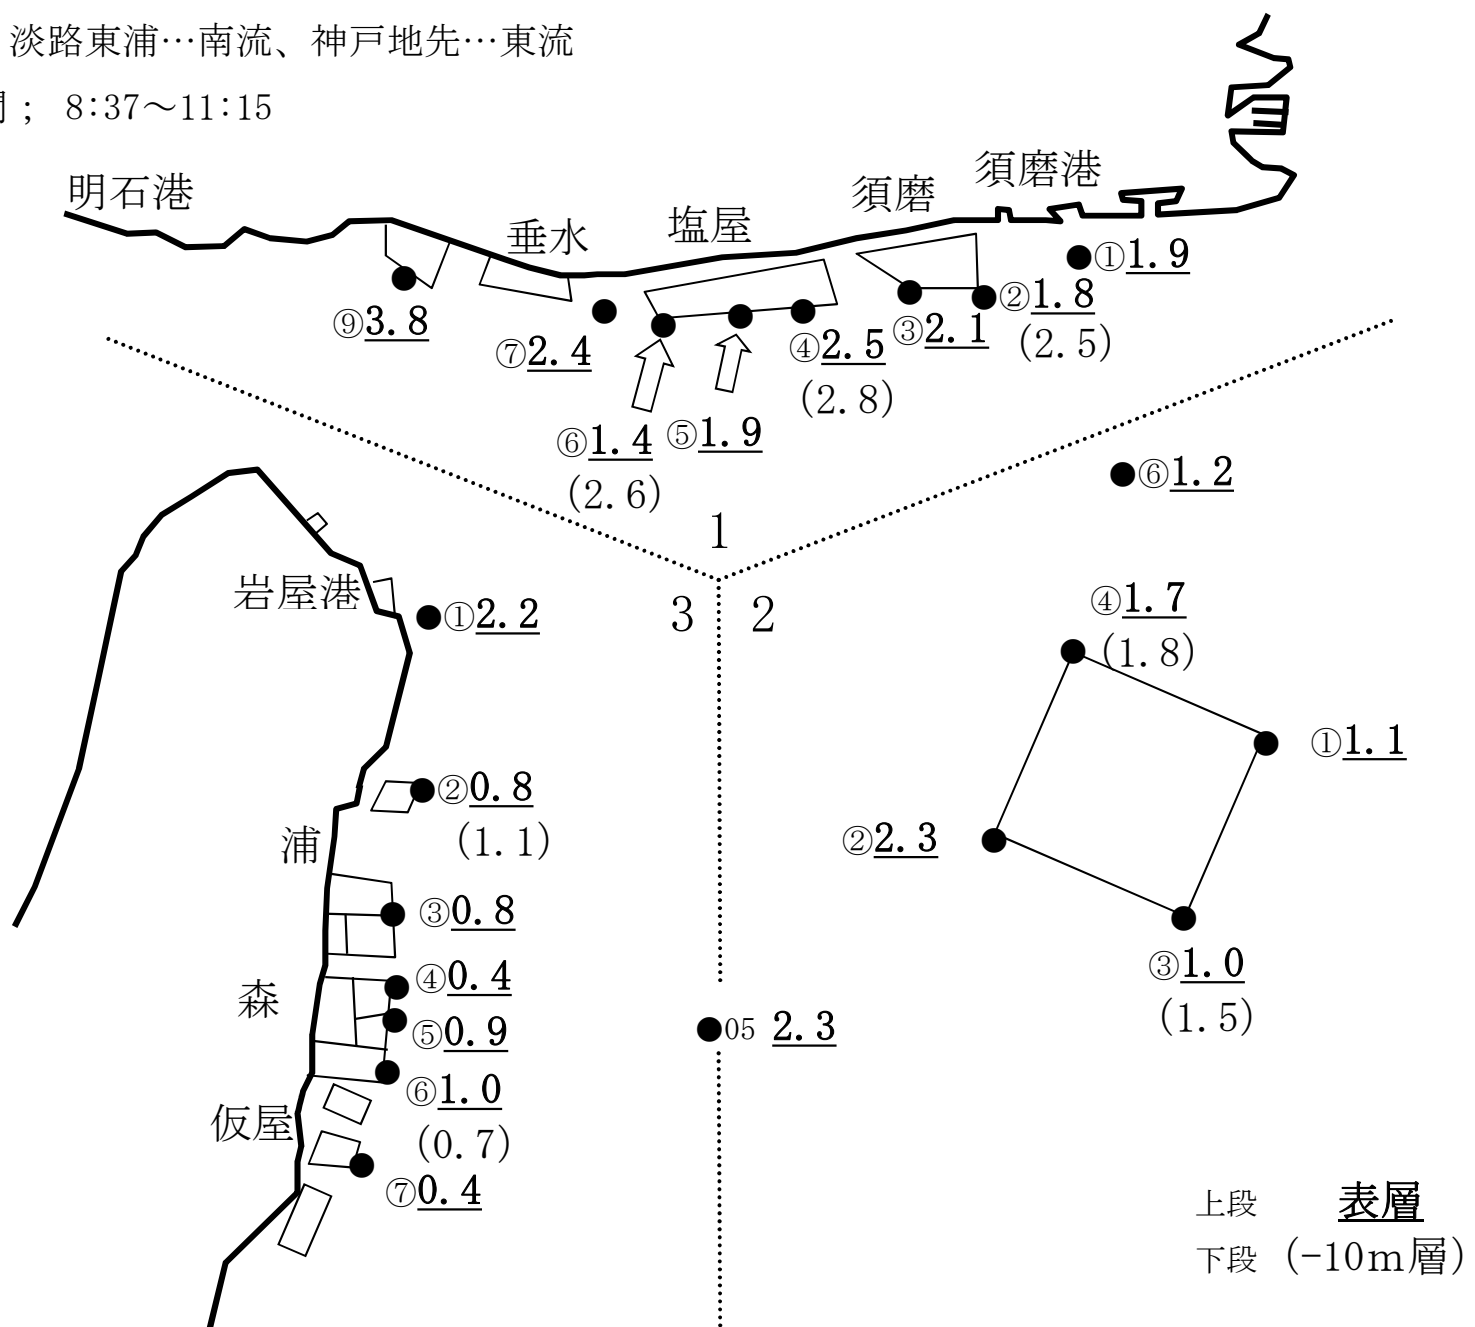 淡路東浦…南流、神戸地先…東流
; 8:37～11:15
明石港
垂水
塩屋
須磨
須磨港
①1.9
②1.8
(2.5)
③2.1
④2.5
(2.8)
⑤1.9
⑥1.4
(2.6)
⑦2.4
⑨3.8
1
3
2
⑥1.2
④1.7
(1.8)
①1.1
②2.3
③1.0
(1.5)
05 2.3
岩屋港
①2.2
②0.8
(1.1)
浦
③0.8
森
④0.4
⑤0.9
⑥1.0
(0.7)
仮屋
⑦0.4
上段 表層
下段 (-10m層)